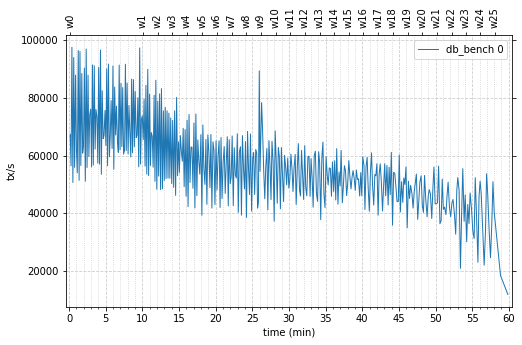 w0 w1 w2 w3 w4 w5 w6 w7 w8 w9 w10 w11 w12 w13 w14 w15 w16 w17 w18 w19 w20 w21 w22 w23 w24 w25
db_bench 0
100000
80000
60000
40000
20000
tx/s
0 5 10 15 20 25 30 35 40 45 50 55 60
time (min)